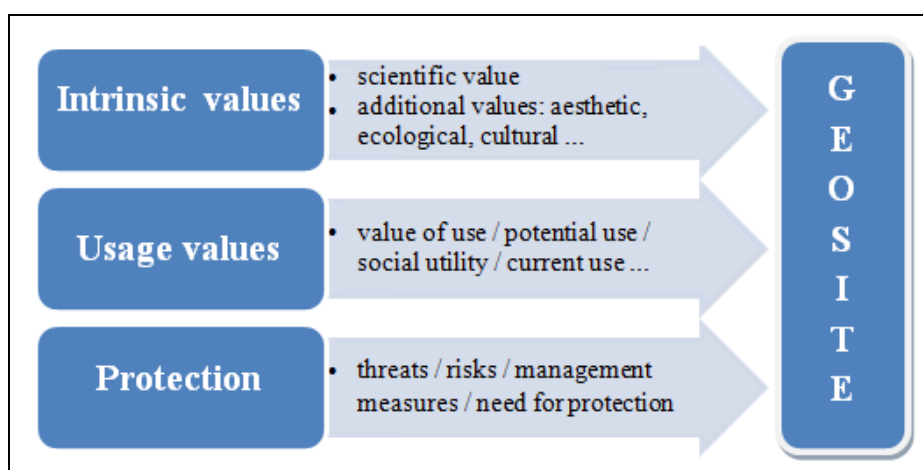 Intrinsic values
• scientific value
• additional values: aesthetic,
ecological, cultural ...
Usage values
• value of use / potential use /
social utility / current use ...
Protection
• threats / risks / management
measures / need for protection
G
E
O
S
I
T
E